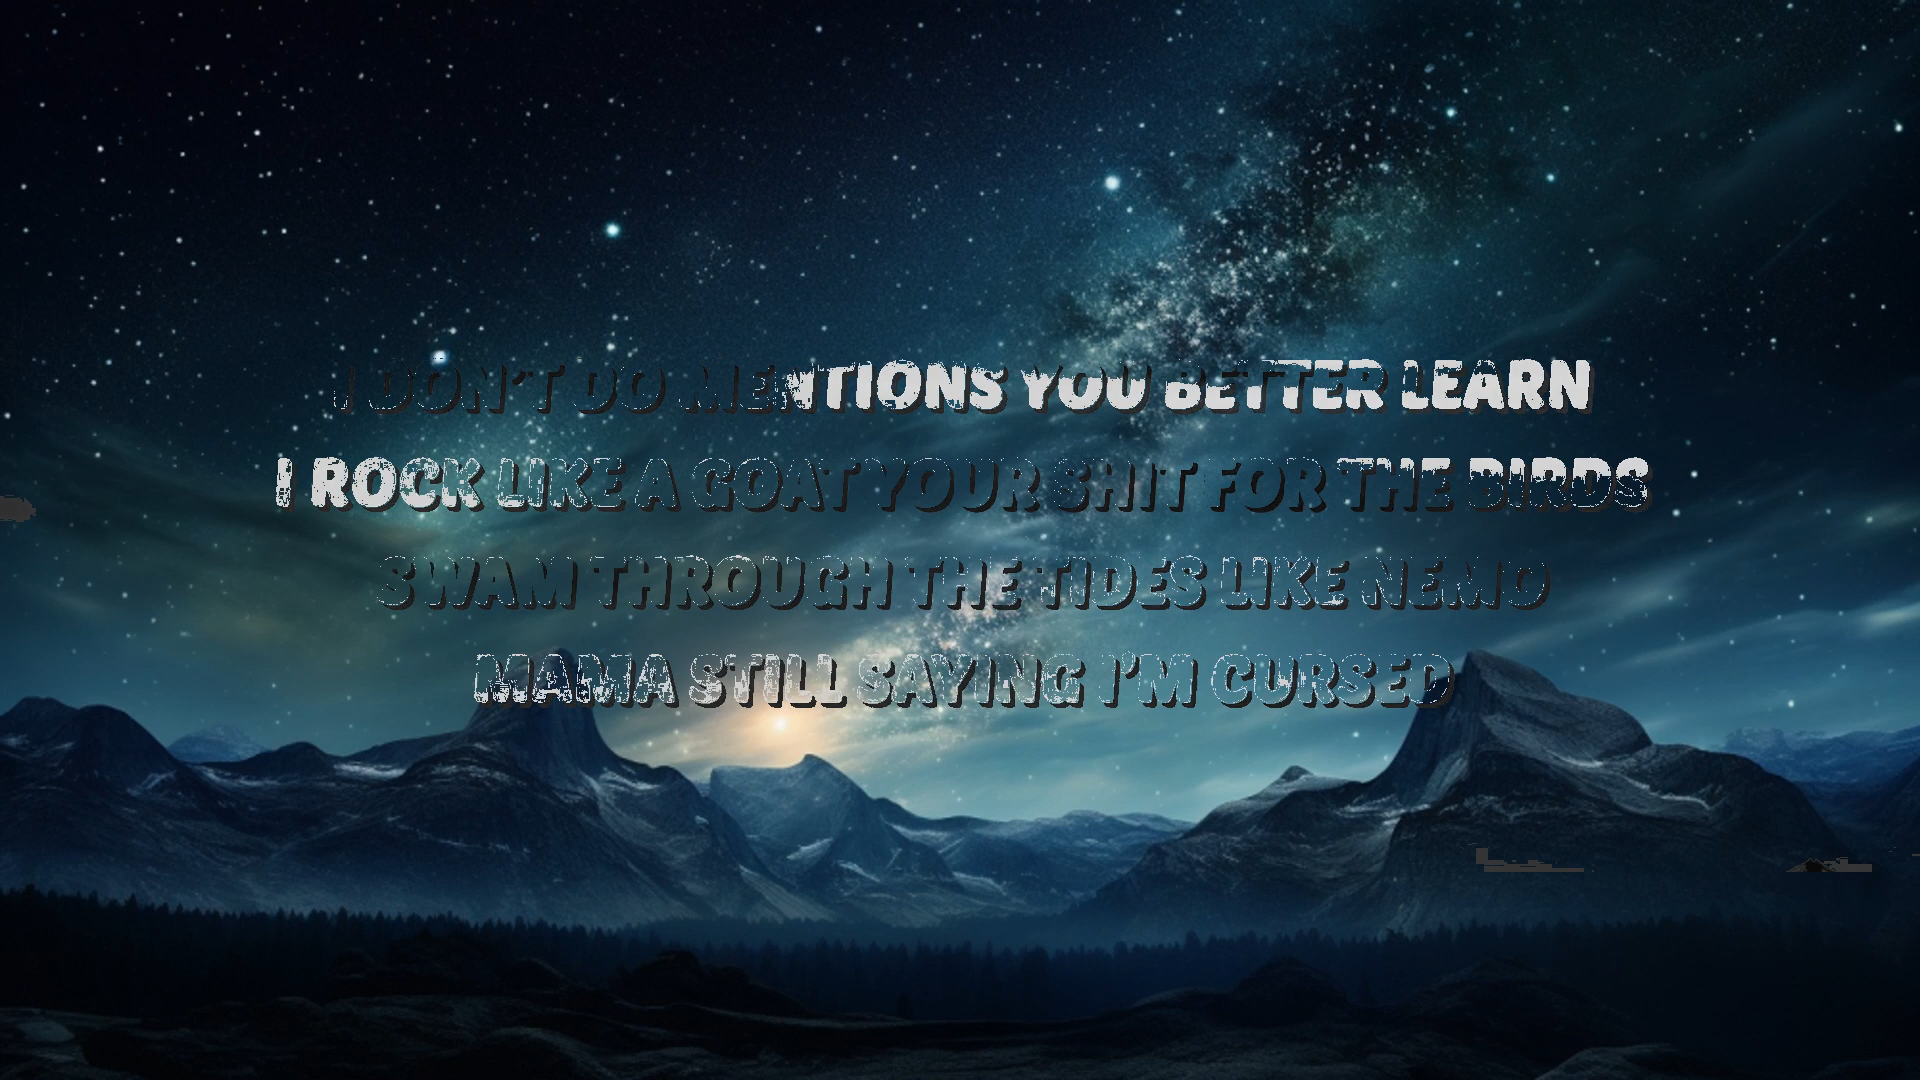 I DON'T DO MENTIONS YOU BETTER LEARN
I ROCK LIKE A GOAT YOUR SHIT FOR THE BIRDS
SWAM THROUGH THE TIDES LIKE NEMO
MAMA STILL SAYING I'M CURSED